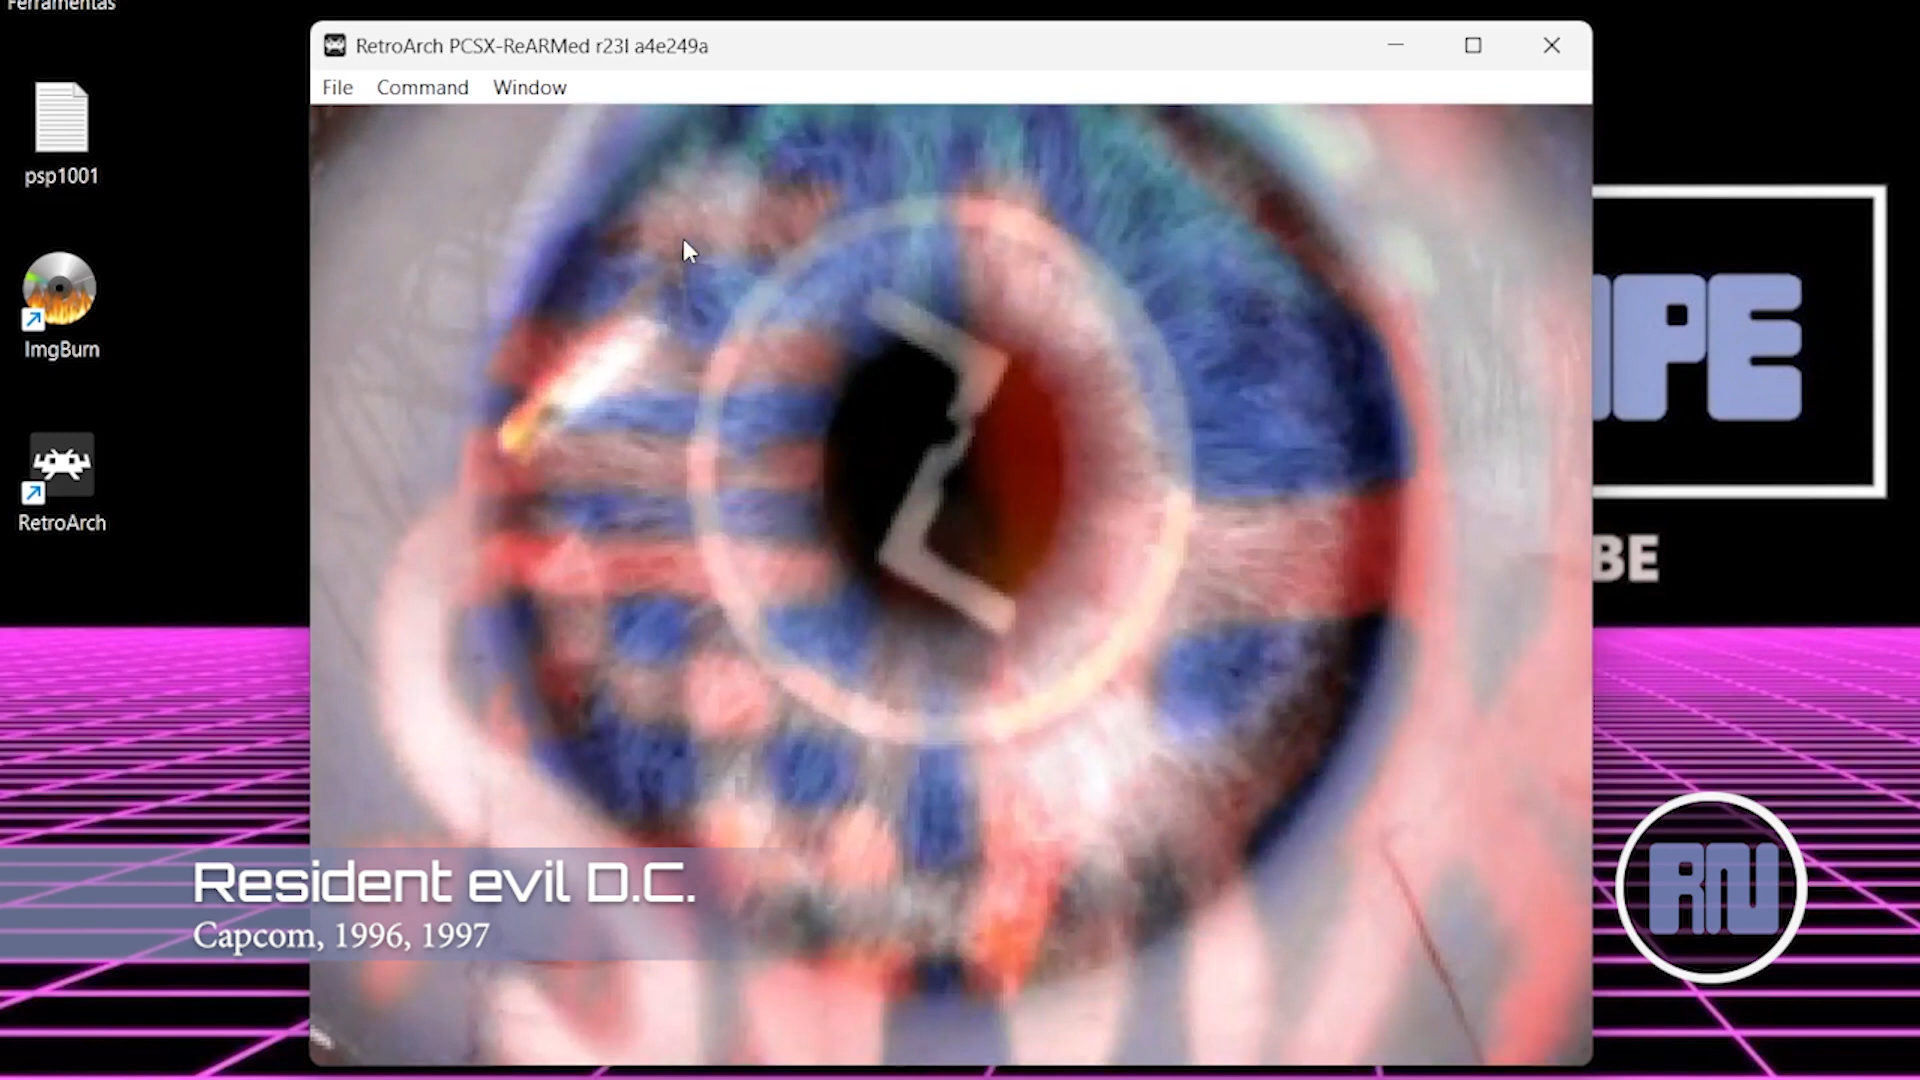 Ferramentas
psp1001
ImgBurn
RetroArch
RetroArch PCSX-ReARMed r23l a4e249a
File Command Window
PE
BE
Resident evil D.C.
Capcom, 1996, 1997
RN